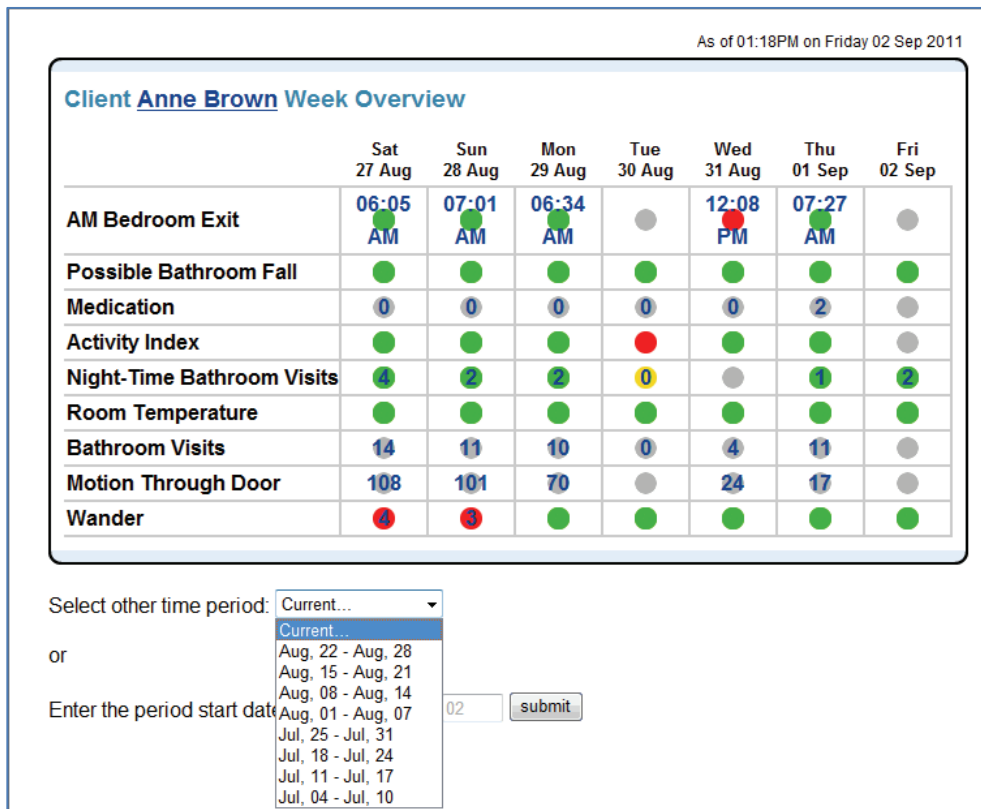 As of 01:18PM on Friday 02 Sep 2011
Client Anne Brown Week Overview
Sat 27 Aug Sun 28 Aug Mon 29 Aug Tue 30 Aug Wed 31 Aug Thu 01 Sep Fri 02 Sep
AM Bedroom Exit 06:05 AM 07:01 AM 06:34 AM 12:08 PM 07:27 AM
Possible Bathroom Fall
Medication 0 0 0 0 0 2
Activity Index
Night-Time Bathroom Visits 4 2 2 0 1 2
Room Temperature
Bathroom Visits 14 11 10 0 4 11
Motion Through Door 108 101 70 24 17
Wander 4 3
Select other time period: Current...
Current...
Aug, 22 - Aug, 28
or
Aug, 15 - Aug, 21
Aug, 08 - Aug, 14
Enter the period start date 02 submit
Aug, 01 - Aug, 07
Jul, 25 - Jul, 31
Jul, 18 - Jul, 24
Jul, 11 - Jul, 17
Jul, 04 - Jul, 10